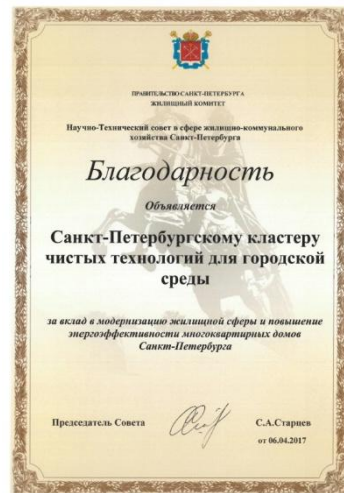 ПРАВИТЕЛЬСТВО САНКТ-ПЕТЕРБУРГА
ЖИЛИЩНЫЙ КОМИТЕТ
Научно-Технический совет в сфере жилищно-коммунального
хозяйства Санкт-Петербурга
Благодарность
Объявляется
Санкт-Петербургскому кластеру
чистых технологий для городской
среды
за вклад в модернизацию жилищной сферы и повышение
энергоэффективности многоквартирных домов
Санкт-Петербурга
Председатель Совета
С.А.Старцев
от 06.04.2017